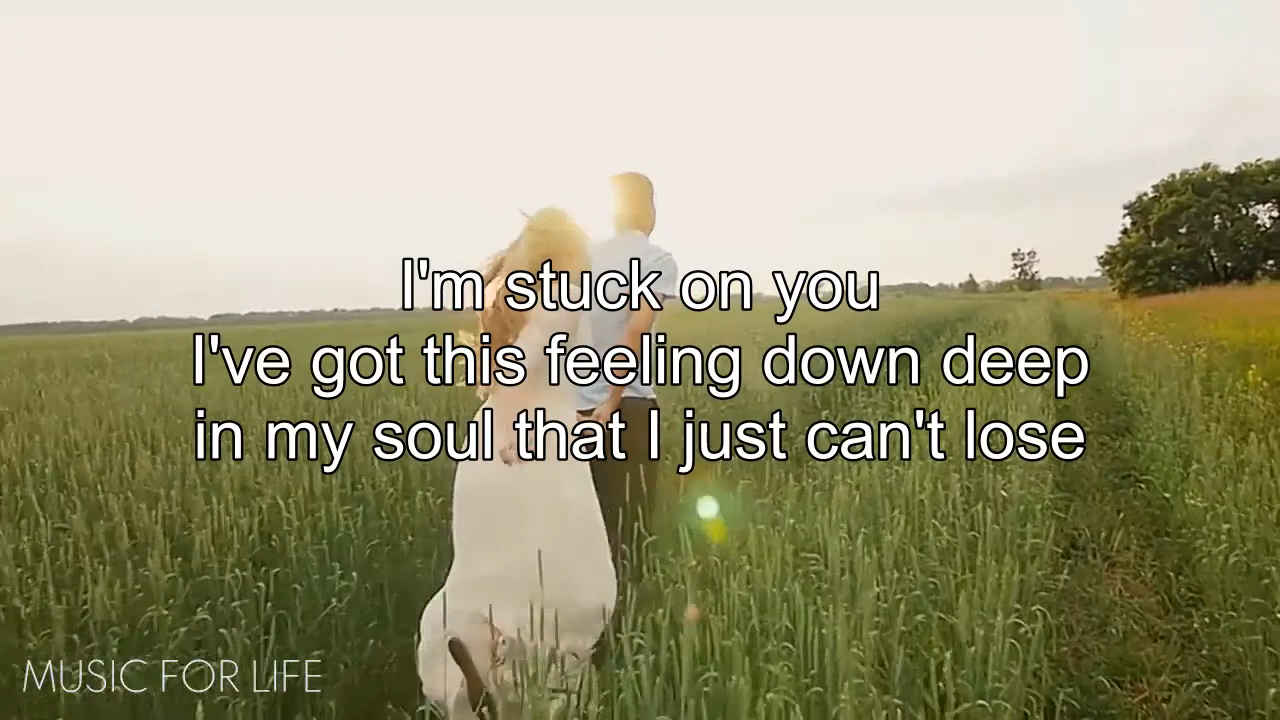 I'm stuck on you
I've got this feeling down deep
in my soul that I just can't lose
MUSIC FOR LIFE